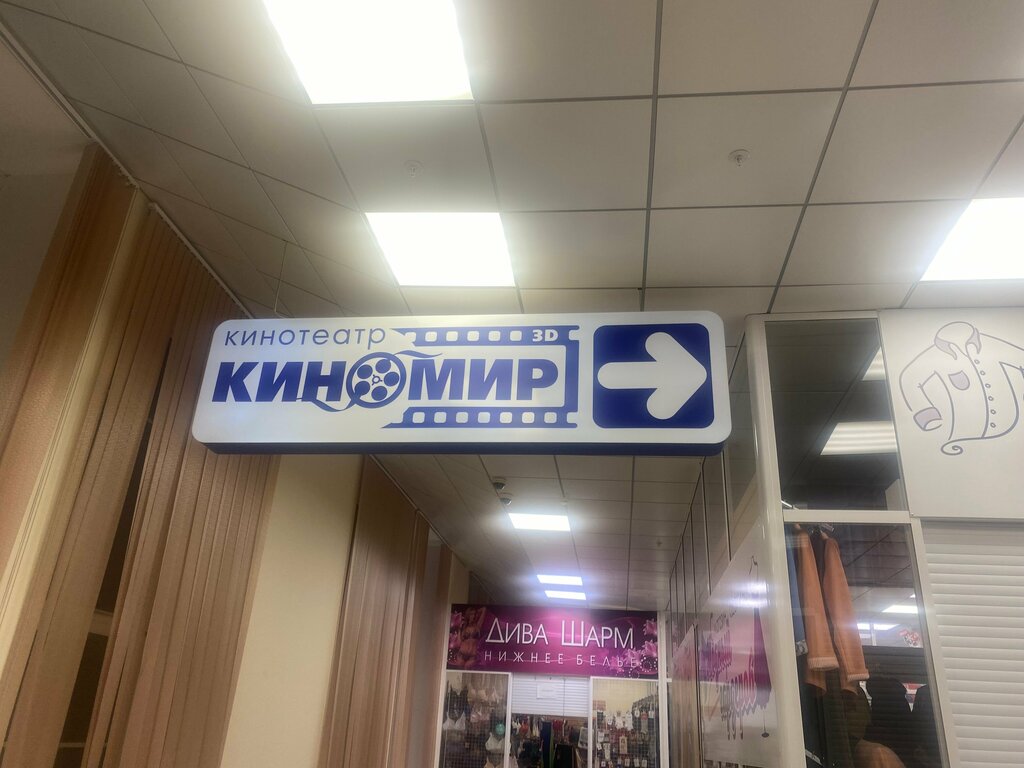 кинотеатр
3D
КИНОМИР
ДИВА ШАРМ
НИЖНЕЕ БЕЛЬЕ